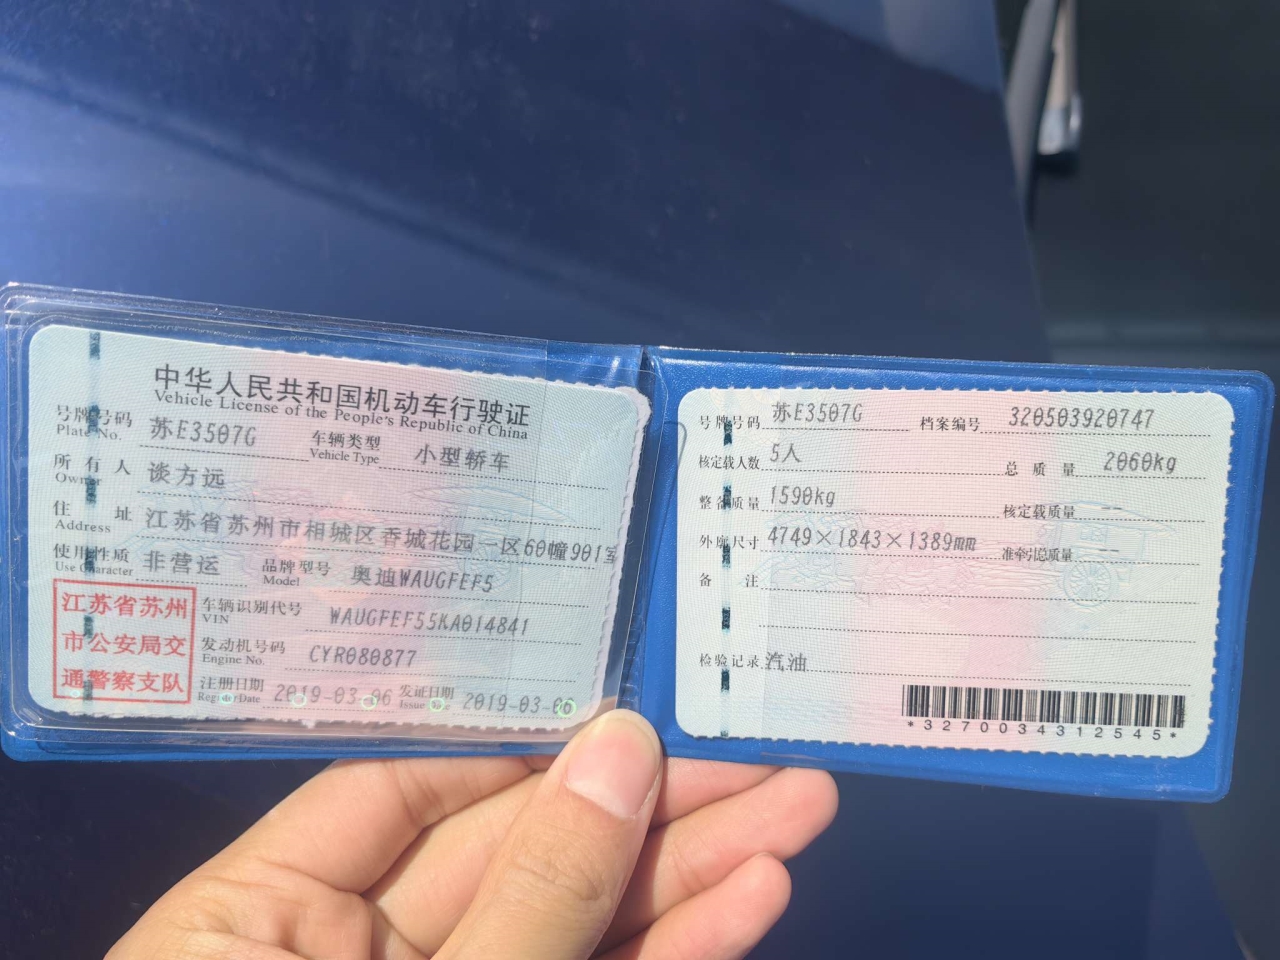 中华人民共和国机动车行驶证
Vehicle License of the People's Republic of China
号牌号码 苏E3507G 车辆类型 小型轿车
Plate No. Vehicle Type
所有人 谈方远
Owner
住址 江苏省苏州市相城区香城花园一区60幢901室
Address
使用性质 非营运 品牌型号 奥迪WAUGFEF5
Use Character Model
江苏省苏州
市公安局交
通警察支队
车辆识别代号 WAUGFEF55KA014841
VIN
发动机号码 CYR080877
Engine No.
注册日期 2019-03-06 发证日期 2019-03-06
Register Date Issue Date
号牌号码 苏E3507G 档案编号 320503920747
核定载人数 5人 总质量 2060kg
整备质量 1590kg 核定载质量 --
外廓尺寸 4749×1843×1389mm 准牵引总质量 --
备注
检验记录 汽油
*3270034312545*